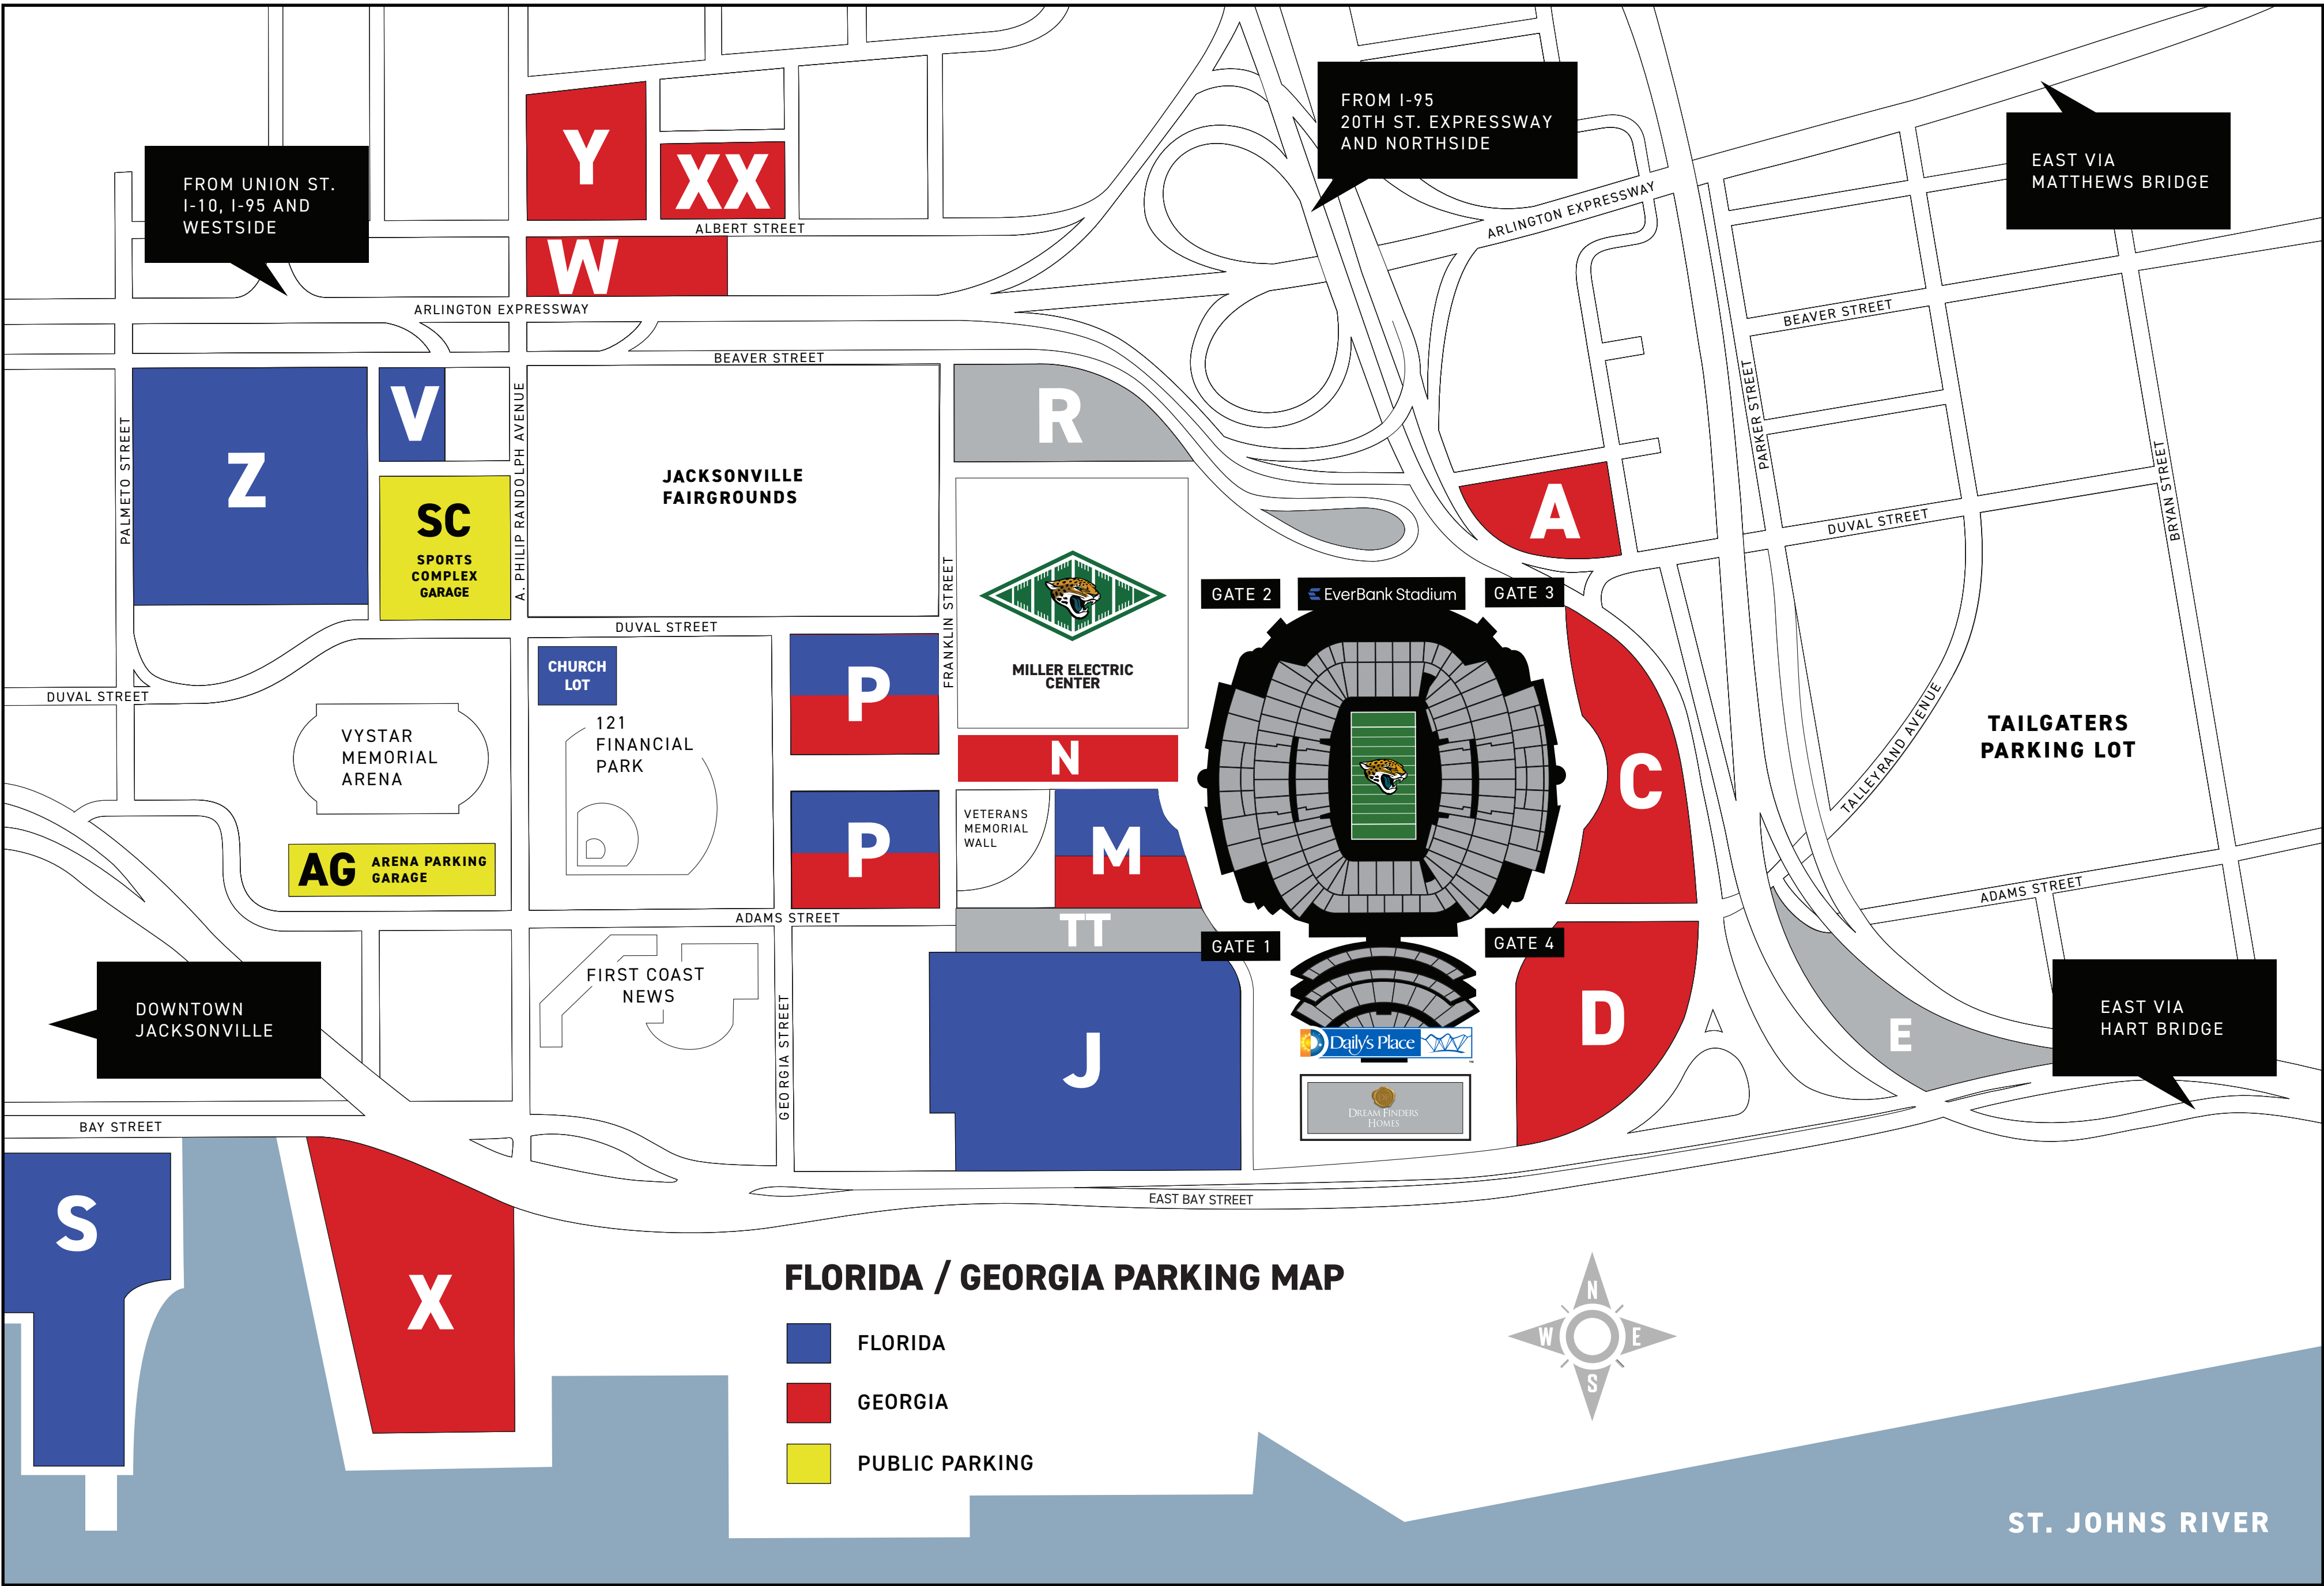 Y
XX
ALBERT STREET
W
FROM UNION ST.
I-10, I-95 AND
WESTSIDE
FROM I-95
20TH ST. EXPRESSWAY
AND NORTHSIDE
EAST VIA
MATTHEWS BRIDGE
ARLINGTON EXPRESSWAY
ARLINGTON EXPRESSWAY
BEAVER STREET
BEAVER STREET
PALMETO STREET
Z
V
SC
SPORTS
COMPLEX
GARAGE
A. PHILIP RANDOLPH AVENUE
JACKSONVILLE
FAIRGROUNDS
R
A
PARKER STREET
DUVAL STREET
BRYAN STREET
FRANKLIN STREET
MILLER ELECTRIC
CENTER
GATE 2
EverBank Stadium
GATE 3
DUVAL STREET
DUVAL STREET
CHURCH
LOT
P
121
FINANCIAL
PARK
VYSTAR
MEMORIAL
ARENA
N
C
TALLEYRAND AVENUE
TAILGATERS
PARKING LOT
P
VETERANS
MEMORIAL
WALL
M
AG
ARENA PARKING
GARAGE
ADAMS STREET
ADAMS STREET
TT
GATE 1
GATE 4
FIRST COAST
NEWS
GEORGIA STREET
DOWNTOWN
JACKSONVILLE
J
Daily's Place
DREAM FINDERS
HOMES
D
E
EAST VIA
HART BRIDGE
BAY STREET
EAST BAY STREET
S
X
FLORIDA / GEORGIA PARKING MAP
FLORIDA
GEORGIA
PUBLIC PARKING
N
W
E
S
ST. JOHNS RIVER